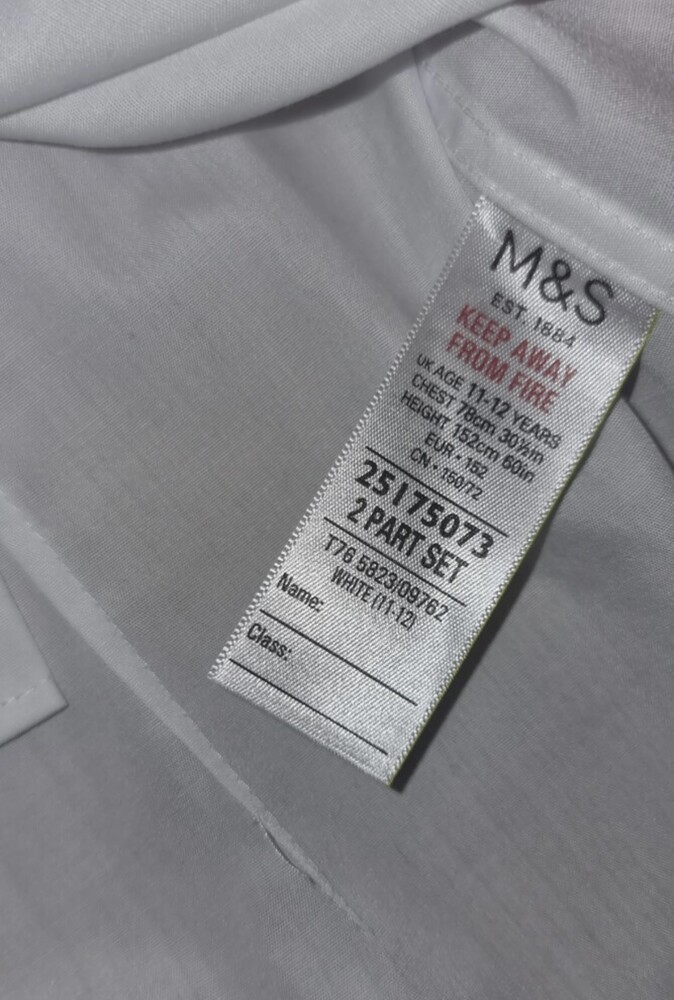 M&S
EST. 1884
KEEP AWAY
FROM FIRE
UK AGE 11-12 YEARS
CHEST 78cm 30½in
HEIGHT 152cm 60in
EUR • 152
CN • 150/72
25175073
2 PART SET
T76 5823/09762
WHITE (11-12)
Name:
Class: